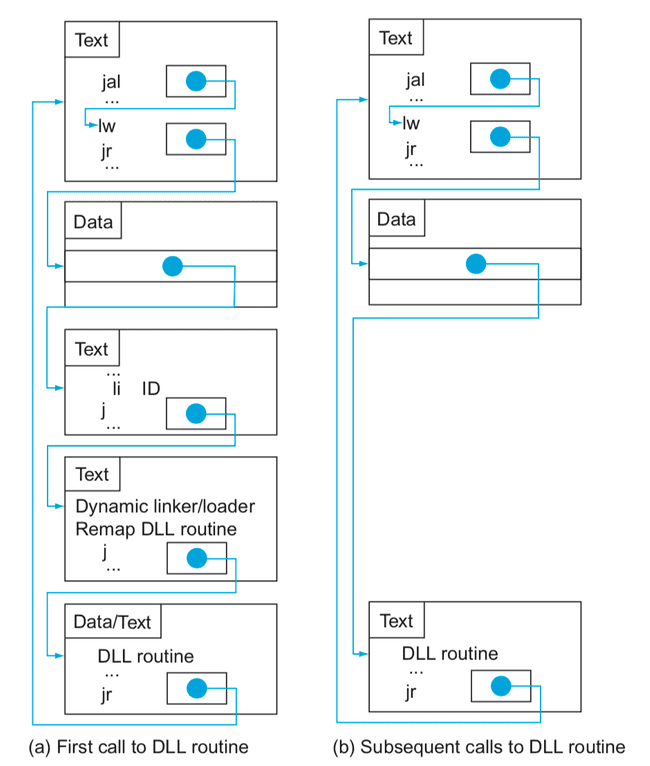 Text
jal
...
lw
jr
...
Data
Text
...
li ID
j
...
Text
Dynamic linker/loader
Remap DLL routine
j
...
Data/Text
DLL routine
...
jr
(a) First call to DLL routine
Text
jal
...
lw
jr
...
Data
Text
DLL routine
...
jr
(b) Subsequent calls to DLL routine